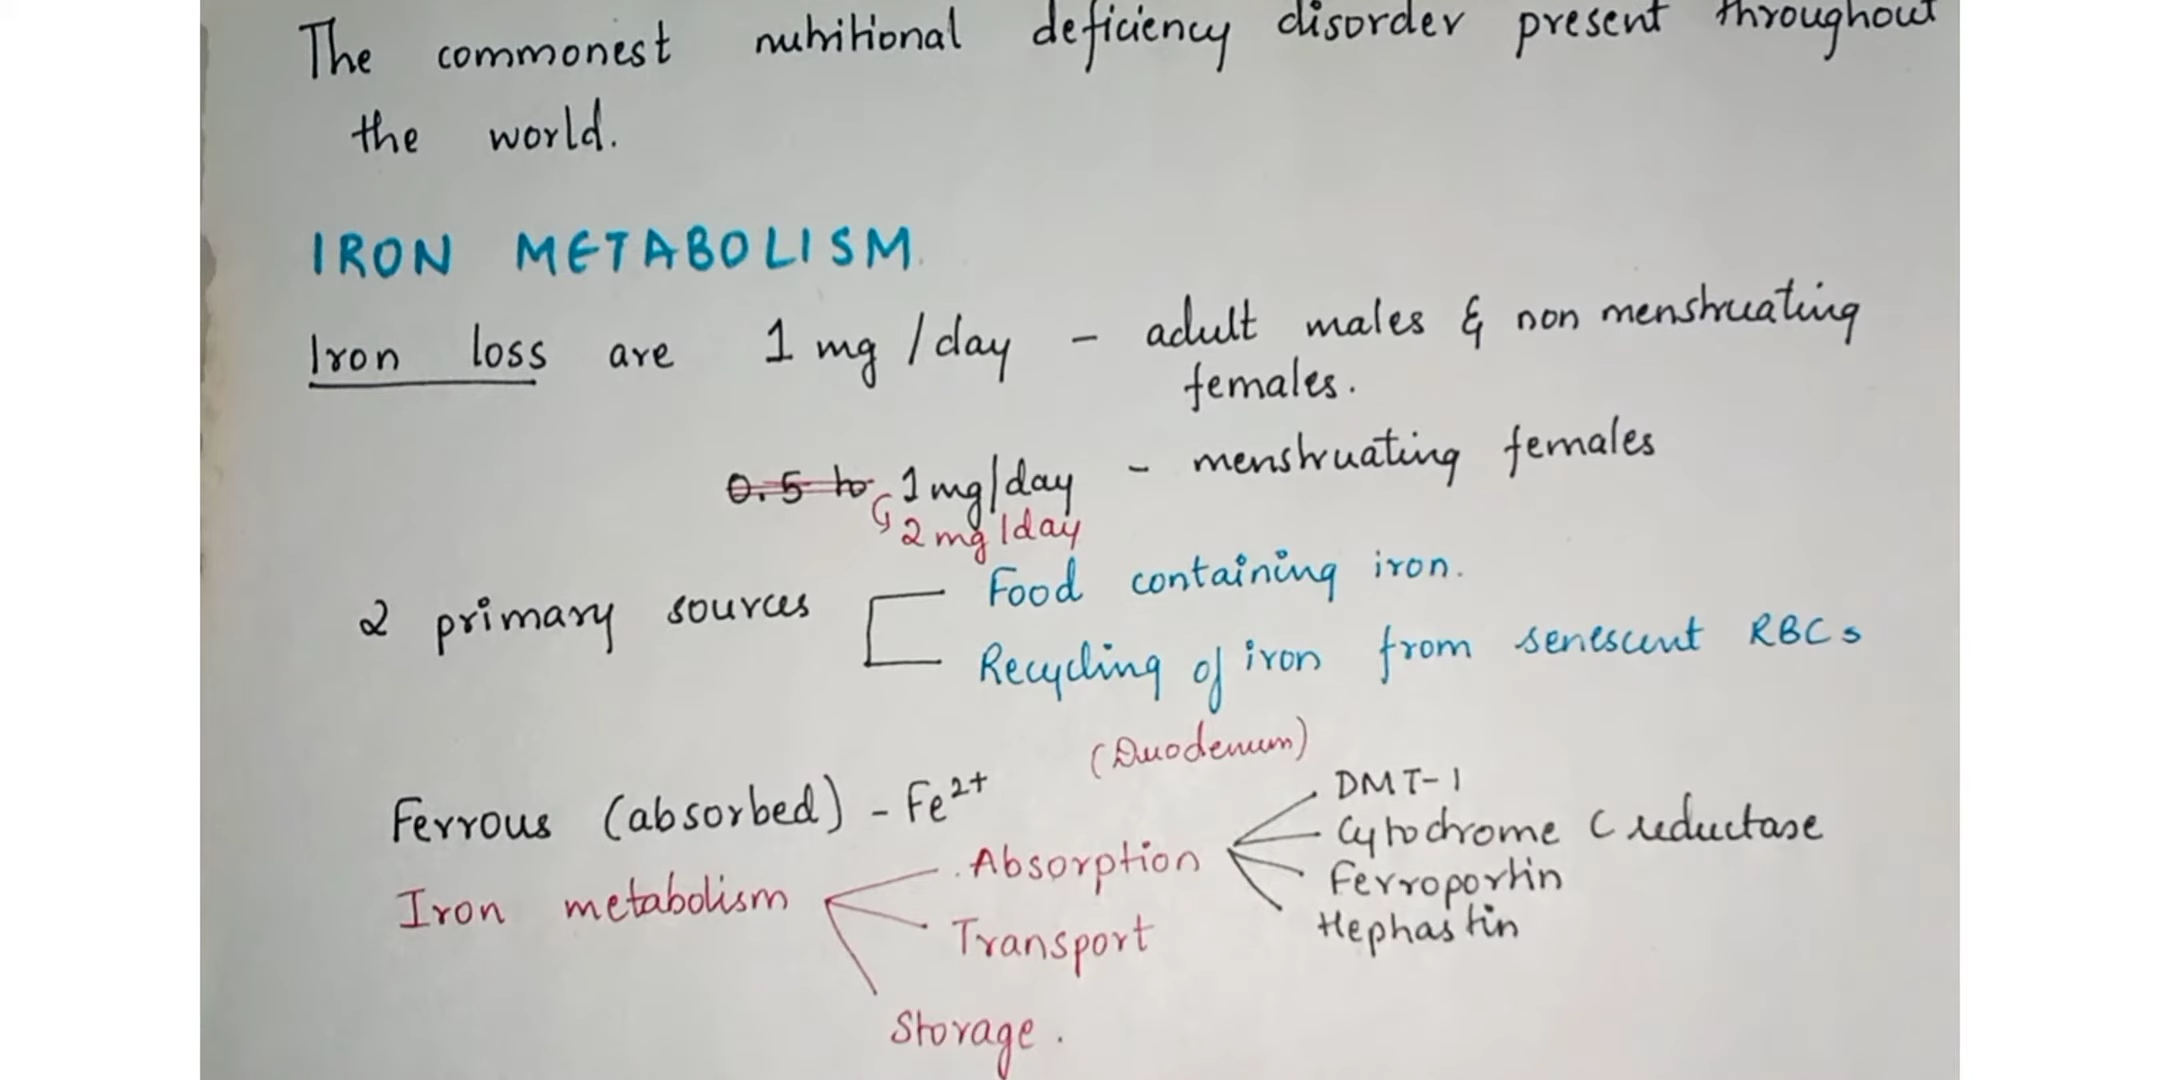 The commonest nutritional deficiency disorder present throughout
the world.
IRON METABOLISM.
Iron loss are 1 mg /day - adult males & non menstruating
females.
0.5 to 1mg/day - menstruating females
2 mg/day
2 primary sources
Food containing iron.
Recycling of iron from senescent RBCs
(Duodenum)
Ferrous (absorbed) - Fe²⁺
Iron metabolism
Absorption
Transport
Storage.
DMT-1
Cytochrome C reductase
Ferroportin
Hephastin